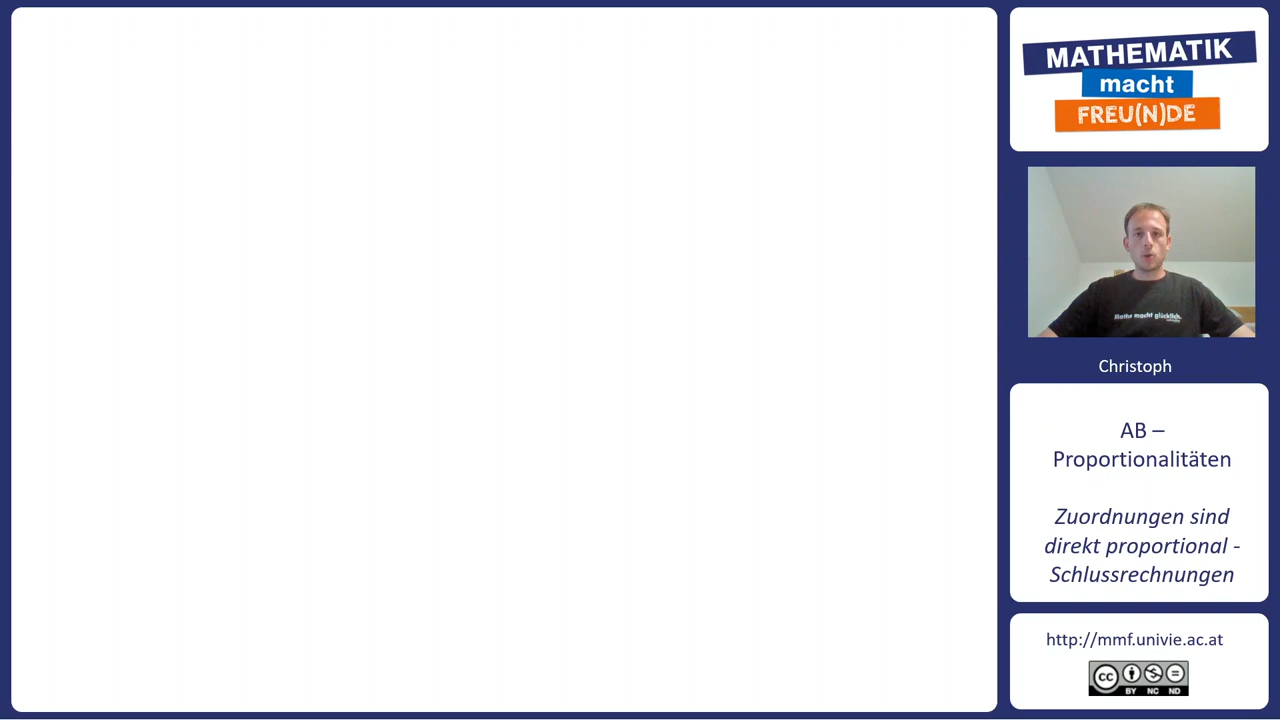 MATHEMATIK
macht
FREU(N)DE
Mathe macht glücklich.
Christoph
AB –
Proportionalitäten
Zuordnungen sind
direkt proportional -
Schlussrechnungen
http://mmf.univie.ac.at
cc
BY NC ND